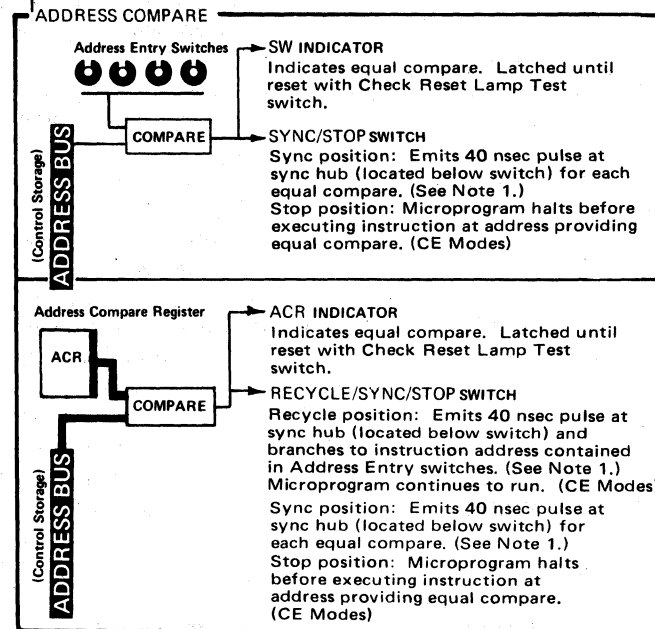 ADDRESS COMPARE
Address Entry Switches
COMPARE
(Control Storage)
ADDRESS BUS
SW INDICATOR
Indicates equal compare. Latched until
reset with Check Reset Lamp Test
switch.
SYNC/STOP SWITCH
Sync position: Emits 40 nsec pulse at
sync hub (located below switch) for each
equal compare. (See Note 1.)
Stop position: Microprogram halts before
executing instruction at address providing
equal compare. (CE Modes)
Address Compare Register
ACR
COMPARE
(Control Storage)
ADDRESS BUS
ACR INDICATOR
Indicates equal compare. Latched until
reset with Check Reset Lamp Test
switch.
RECYCLE/SYNC/STOP SWITCH
Recycle position: Emits 40 nsec pulse at
sync hub (located below switch) and
branches to instruction address contained
in Address Entry switches. (See Note 1.)
Microprogram continues to run. (CE Modes)
Sync position: Emits 40 nsec pulse at
sync hub (located below switch) for
each equal compare. (See Note 1.)
Stop position: Microprogram halts
before executing instruction at
address providing equal compare.
(CE Modes)